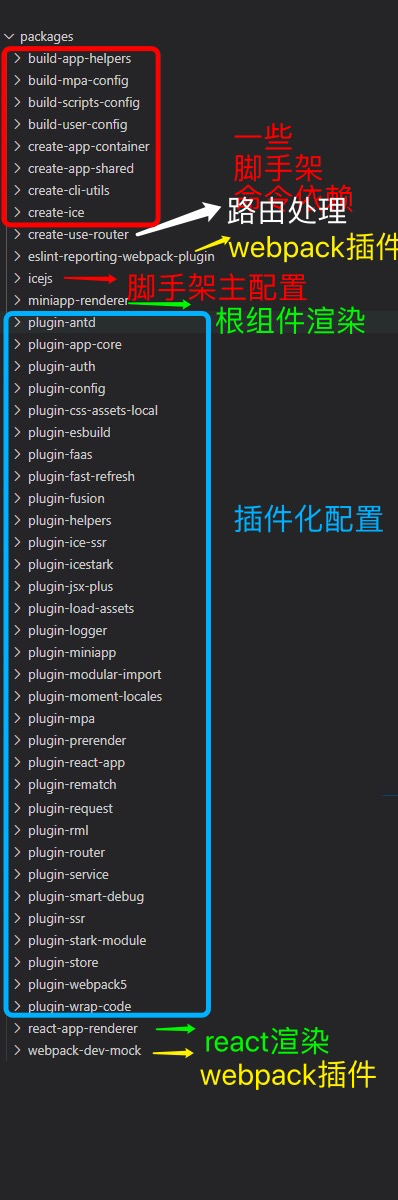 packages
build-app-helpers
build-mpa-config
build-scripts-config
build-user-config
create-app-container
create-app-shared
create-cli-utils
create-ice
一些
脚手架
命令依赖
create-use-router
路由处理
eslint-reporting-webpack-plugin
webpack插件
icejs
脚手架主配置
miniapp-renderer
根组件渲染
plugin-antd
plugin-app-core
plugin-auth
plugin-config
plugin-css-assets-local
plugin-esbuild
plugin-faas
plugin-fast-refresh
plugin-fusion
plugin-helpers
plugin-ice-ssr
plugin-icestark
plugin-jsx-plus
plugin-load-assets
plugin-logger
plugin-miniapp
plugin-modular-import
plugin-moment-locales
plugin-mpa
plugin-prerender
plugin-react-app
plugin-rematch
plugin-request
plugin-rml
plugin-router
plugin-service
plugin-smart-debug
plugin-ssr
plugin-stark-module
plugin-store
plugin-webpack5
plugin-wrap-code
插件化配置
react-app-renderer
react渲染
webpack-dev-mock
webpack插件